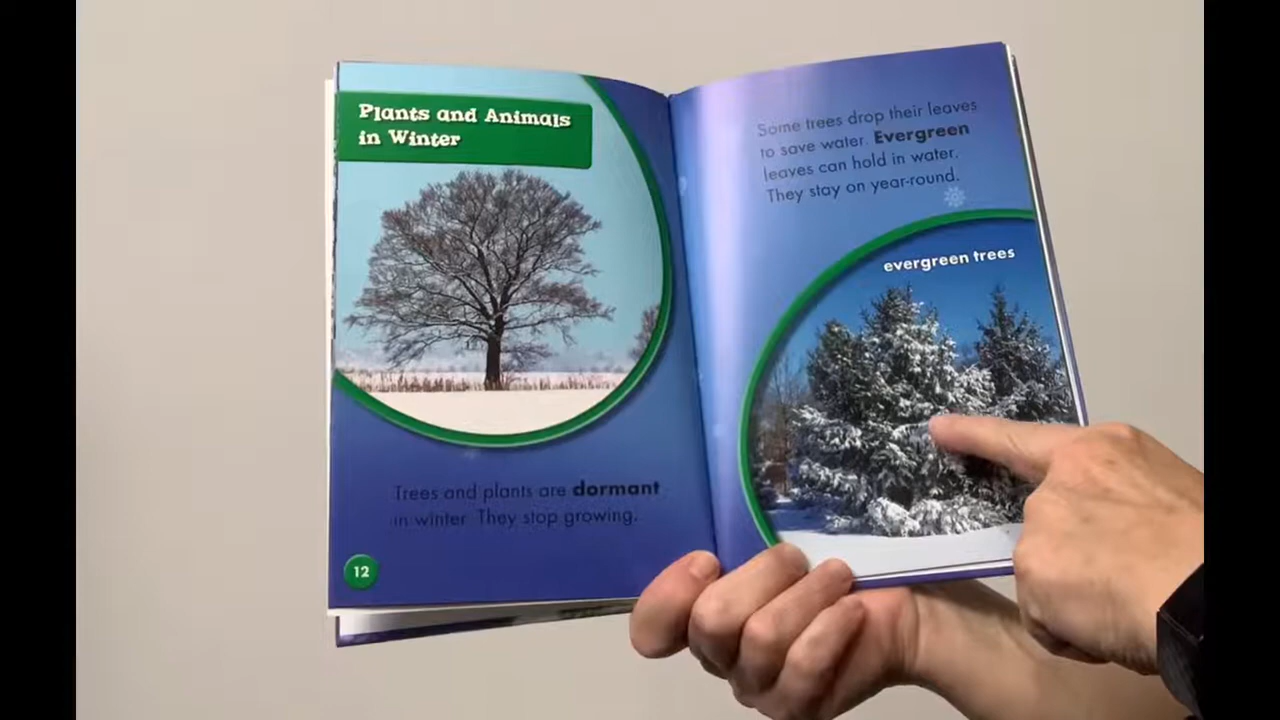 Plants and Animals
in Winter
Trees and plants are dormant
in winter. They stop growing.
12
Some trees drop their leaves
to save water. Evergreen
leaves can hold in water.
They stay on year-round.
evergreen trees